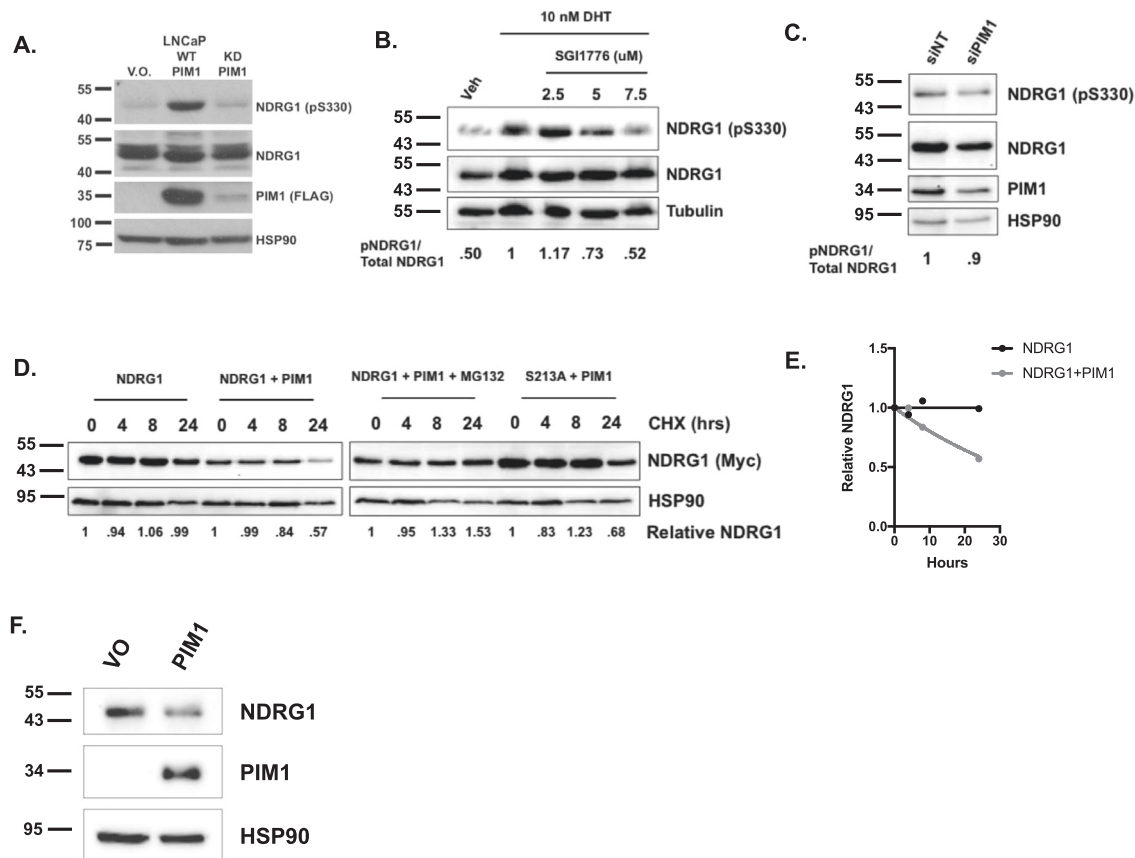 A.
LNCaP
V.O. WT PIM1 KD PIM1
55
40
NDRG1 (pS330)
55
40
NDRG1
35
PIM1 (FLAG)
100
75
HSP90
B.
10 nM DHT
SGI1776 (uM)
Veh 2.5 5 7.5
55
43
NDRG1 (pS330)
55
43
NDRG1
55
Tubulin
pNDRG1/
Total NDRG1 .50 1 1.17 .73 .52
C.
siNT siPIM1
55
43
NDRG1 (pS330)
55
43
NDRG1
34
PIM1
95
HSP90
pNDRG1/
Total NDRG1 1 .9
D.
NDRG1 NDRG1 + PIM1 NDRG1 + PIM1 + MG132 S213A + PIM1
0 4 8 24 0 4 8 24 0 4 8 24 0 4 8 24 CHX (hrs)
55
43
NDRG1 (Myc)
95
HSP90
1 .94 1.06 .99 1 .99 .84 .57 1 .95 1.33 1.53 1 .83 1.23 .68 Relative NDRG1
E.
NDRG1
NDRG1+PIM1
Relative NDRG1
1.5
1.0
0.5
0.0
0 10 20 30
Hours
F.
VO PIM1
55
43
NDRG1
34
PIM1
95
HSP90